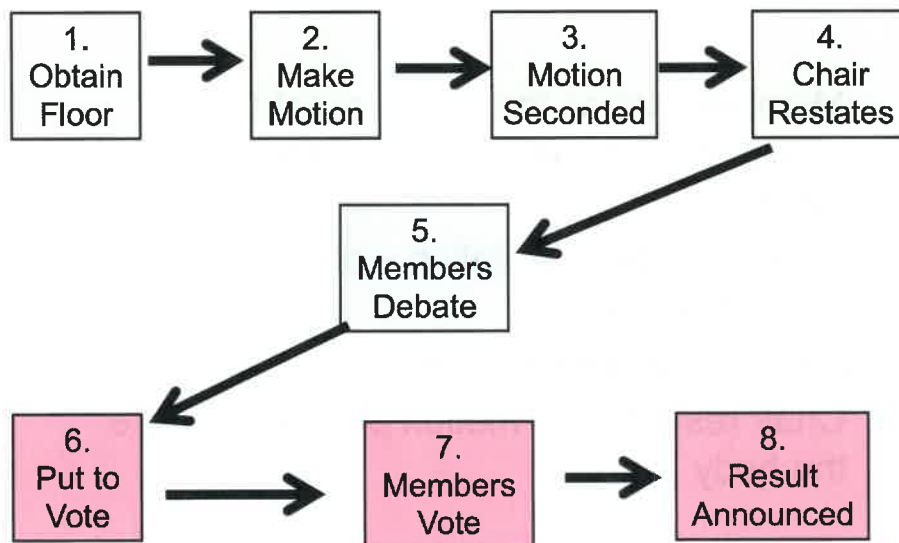 1.
Obtain
Floor
2.
Make
Motion
3.
Motion
Seconded
4.
Chair
Restates
5.
Members
Debate
6.
Put to
Vote
7.
Members
Vote
8.
Result
Announced